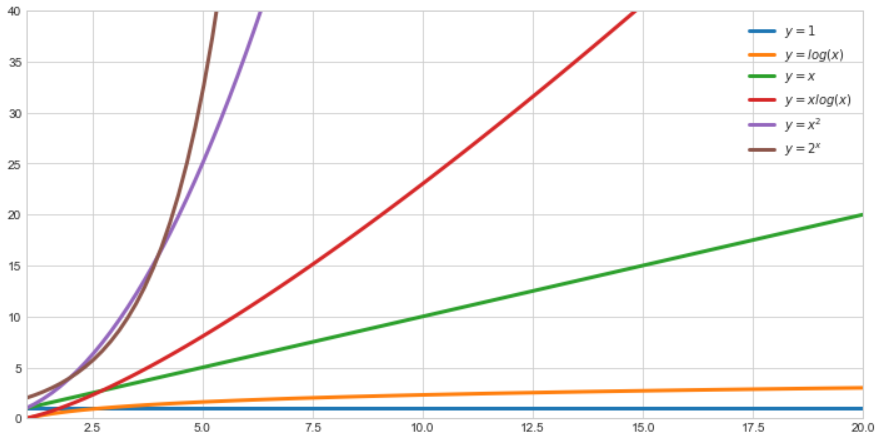 40
35
30
25
20
15
10
5
0
2.5 5.0 7.5 10.0 12.5 15.0 17.5 20.0
y = 1
y = log(x)
y = x
y = xlog(x)
y = x²
y = 2ˣ